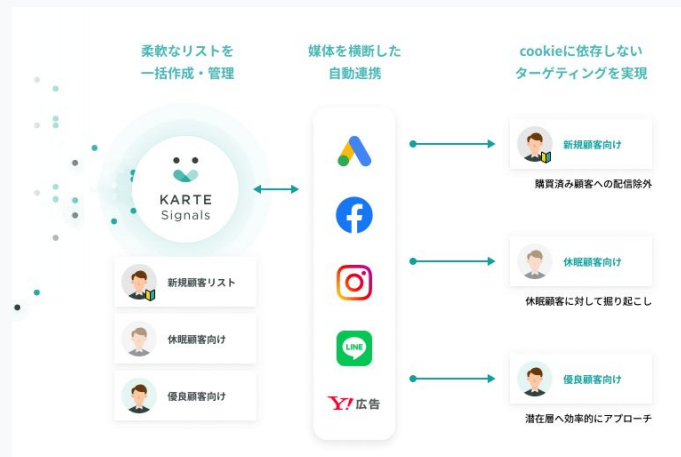 柔軟なリストを
一括作成・管理
媒体を横断した
自動連携
cookieに依存しない
ターゲティングを実現
KARTE
Signals
新規顧客リスト
休眠顧客向け
優良顧客向け
LINE
Y!広告
新規顧客向け
購買済み顧客への配信除外
休眠顧客向け
休眠顧客に対して掘り起こし
優良顧客向け
潜在層へ効率的にアプローチ